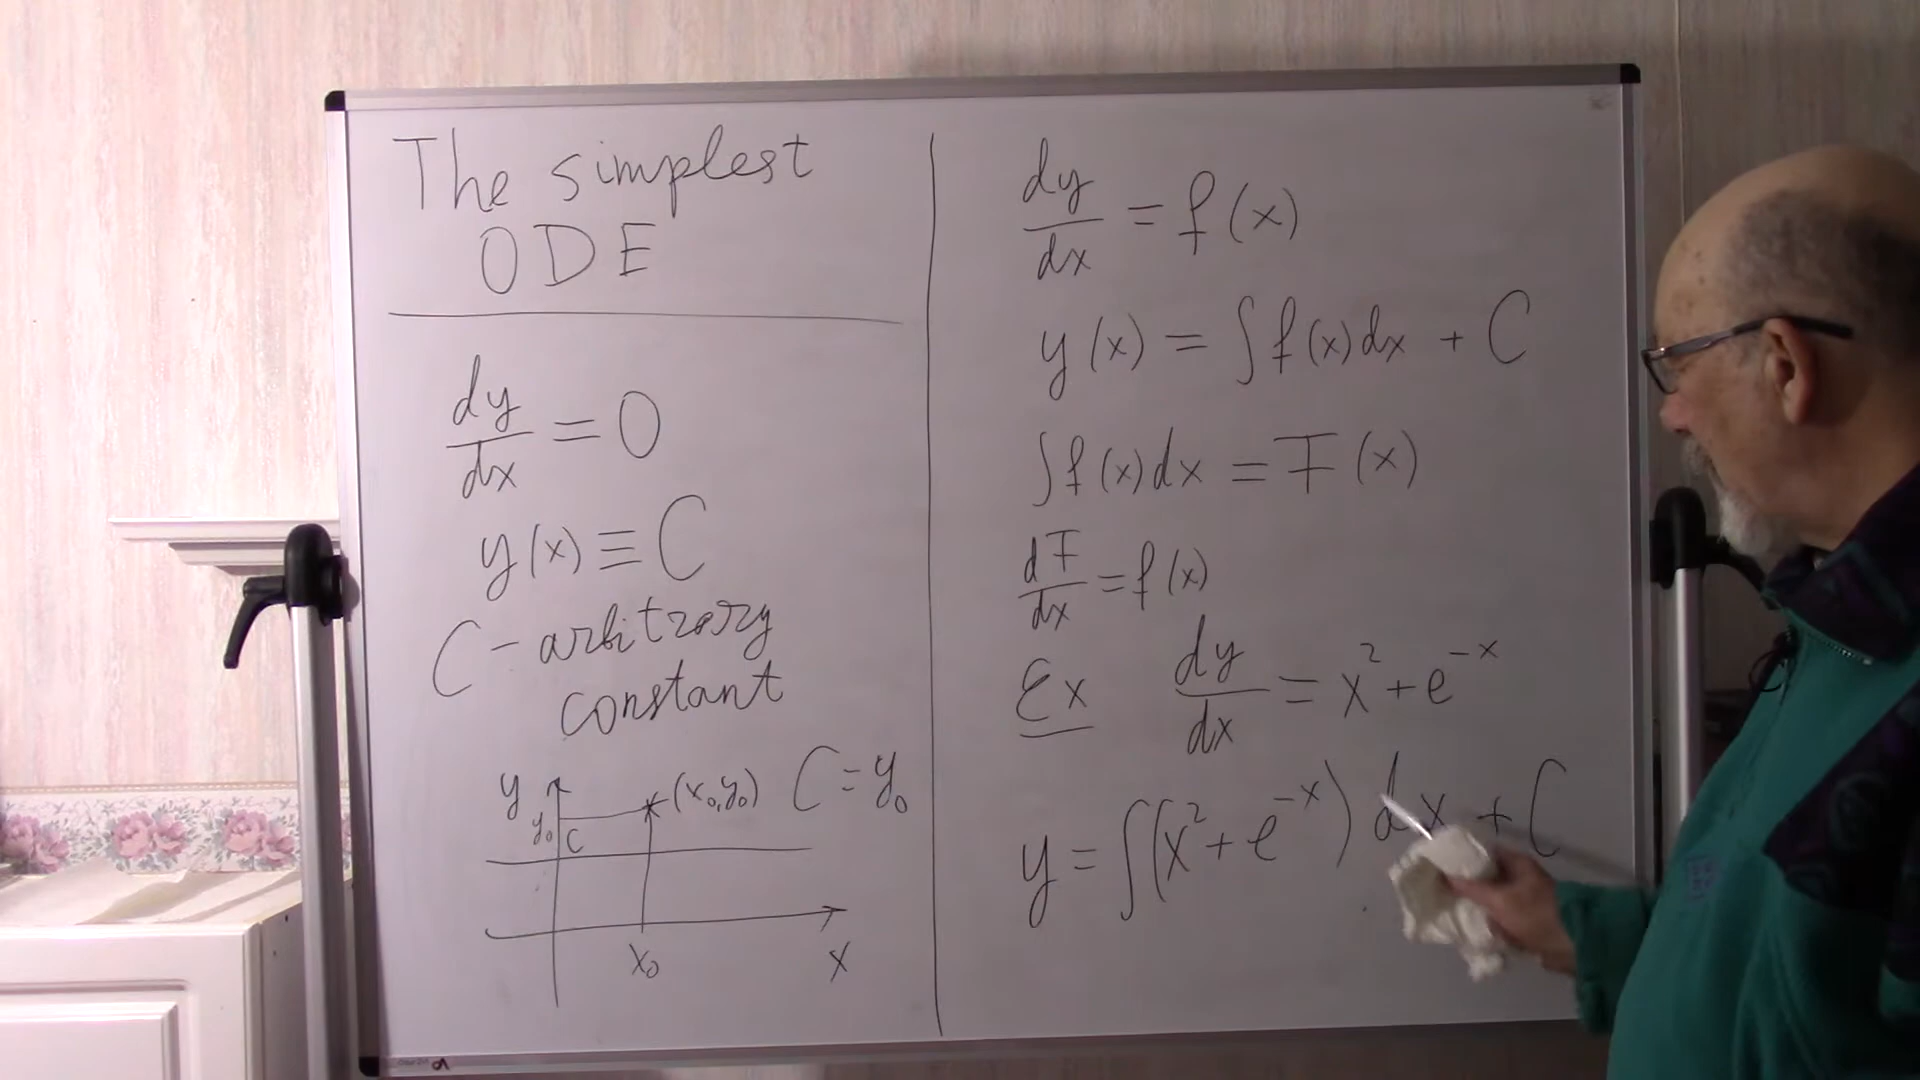 The simplest
ODE
dy/dx = 0
y(x) ≡ C
C - arbitrary
constant
y
(x₀,y₀) C = y₀
y₀
C
x₀
x
dy/dx = f(x)
y(x) = ∫f(x)dx + C
∫f(x)dx = F(x)
dF/dx = f(x)
Ex dy/dx = x² + e⁻ˣ
y = ∫(x² + e⁻ˣ) dx + C